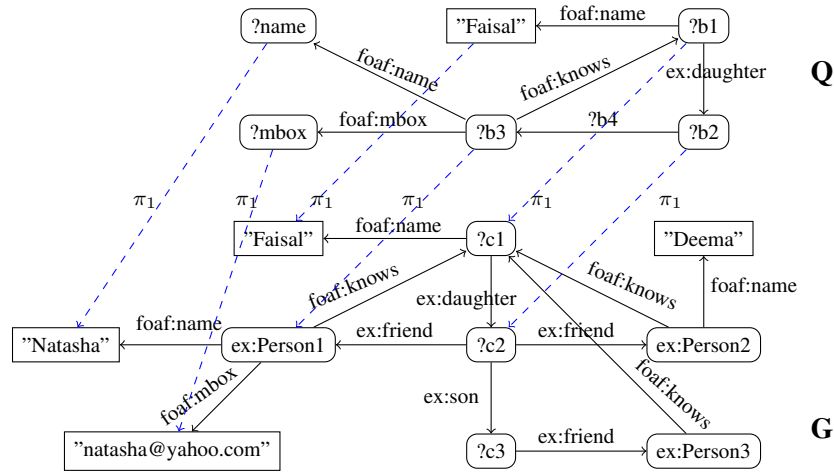 ?name "Faisal" foaf:name ?b1
foaf:name foaf:knows ex:daughter Q
?mbox foaf:mbox ?b3 ?b4 ?b2
π1 π1 π1 π1 π1 π1
"Faisal" foaf:name ?c1 "Deema"
foaf:knows ex:daughter foaf:knows foaf:name
"Natasha" foaf:name ex:Person1 ex:friend ?c2 ex:friend ex:Person2
foaf:mbox ex:son foaf:knows
"natasha@yahoo.com" ?c3 ex:friend ex:Person3 G